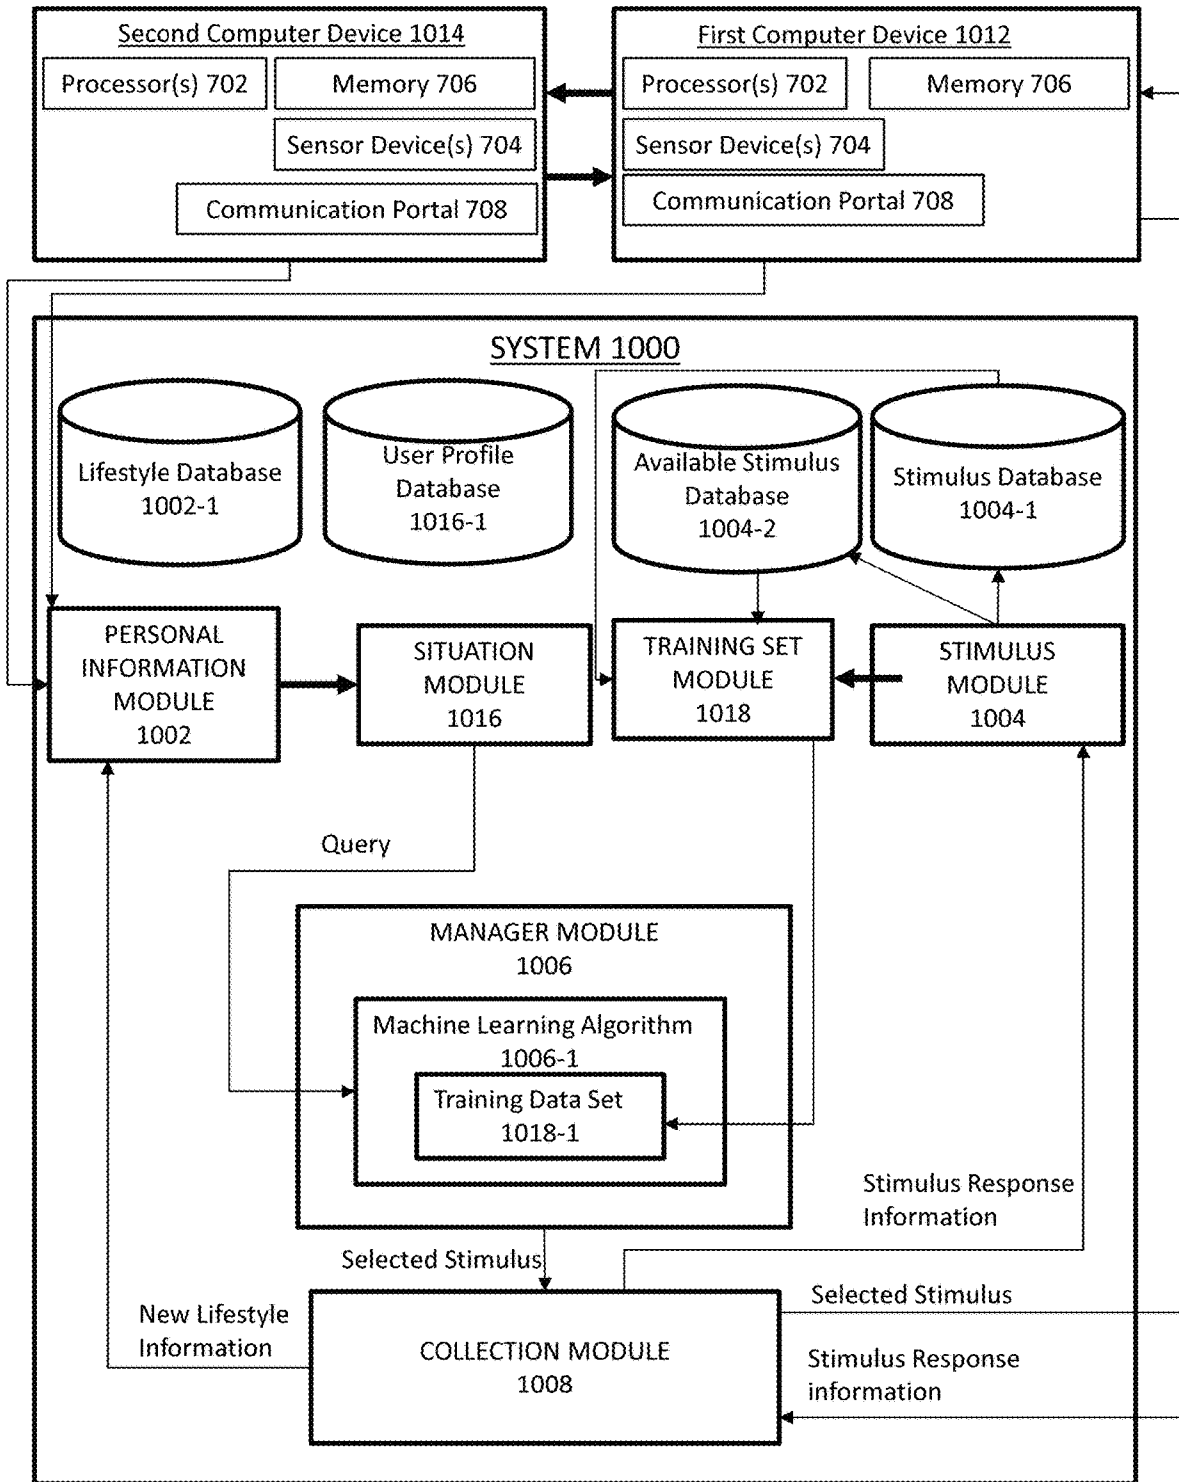 Second Computer Device 1014
Processor(s) 702
Memory 706
Sensor Device(s) 704
Communication Portal 708
First Computer Device 1012
Processor(s) 702
Memory 706
Sensor Device(s) 704
Communication Portal 708
SYSTEM 1000
Lifestyle Database
1002-1
User Profile
Database
1016-1
Available Stimulus
Database
1004-2
Stimulus Database
1004-1
PERSONAL
INFORMATION
MODULE
1002
SITUATION
MODULE
1016
TRAINING SET
MODULE
1018
STIMULUS
MODULE
1004
Query
MANAGER MODULE
1006
Machine Learning Algorithm
1006-1
Training Data Set
1018-1
Stimulus Response
Information
Selected Stimulus
New Lifestyle
Information
COLLECTION MODULE
1008
Selected Stimulus
Stimulus Response
information